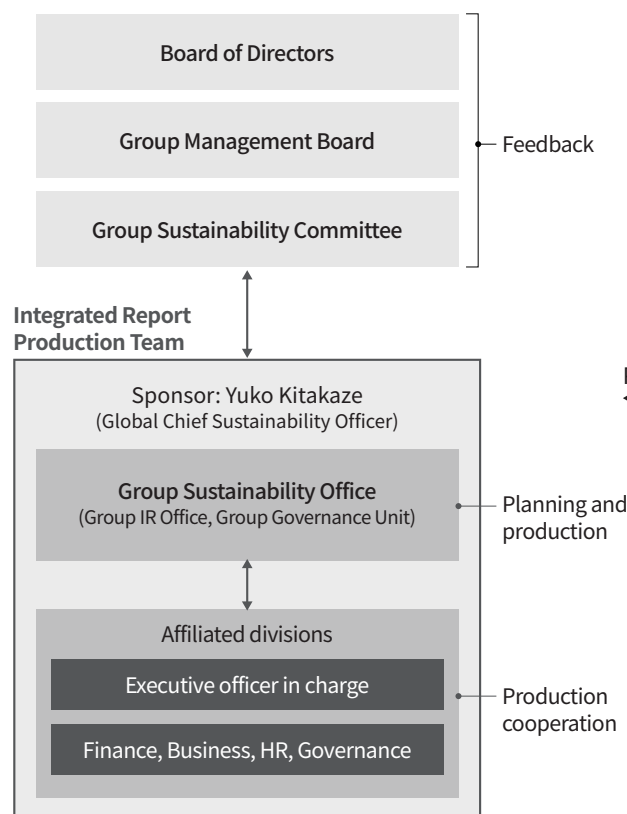 Board of Directors
Group Management Board
Group Sustainability Committee
Feedback
Integrated Report
Production Team
Sponsor: Yuko Kitakaze
(Global Chief Sustainability Officer)
Group Sustainability Office
(Group IR Office, Group Governance Unit)
Planning and
production
Affiliated divisions
Executive officer in charge
Finance, Business, HR, Governance
Production
cooperation